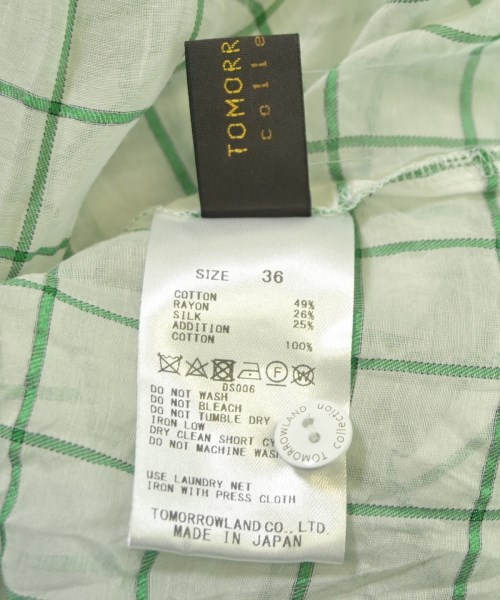 TOMORR
colle
SIZE 36
COTTON 49%
RAYON 26%
SILK 25%
ADDITION
COTTON 100%
DS006
DO NOT WASH
DO NOT BLEACH
DO NOT TUMBLE DRY
IRON LOW
DRY CLEAN SHORT CY
DO NOT MACHINE WAS
USE LAUNDRY NET
IRON WITH PRESS CLOTH
TOMORROWLAND CO., LTD.
MADE IN JAPAN
TOMORROWLAND collection